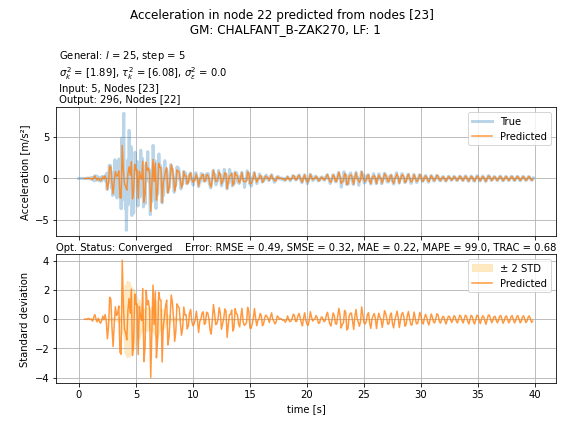 Acceleration in node 22 predicted from nodes [23]
GM: CHALFANT_B-ZAK270, LF: 1
General: l = 25, step = 5
σ²ₖ = [1.89], τ²ₖ = [6.08], σ²ε = 0.0
Input: 5, Nodes [23]
Output: 296, Nodes [22]
Acceleration [m/s²]
5
0
−5
True
Predicted
Opt. Status: Converged Error: RMSE = 0.49, SMSE = 0.32, MAE = 0.22, MAPE = 99.0, TRAC = 0.68
Standard deviation
4
2
0
−2
−4
± 2 STD
Predicted
0 5 10 15 20 25 30 35 40
time [s]